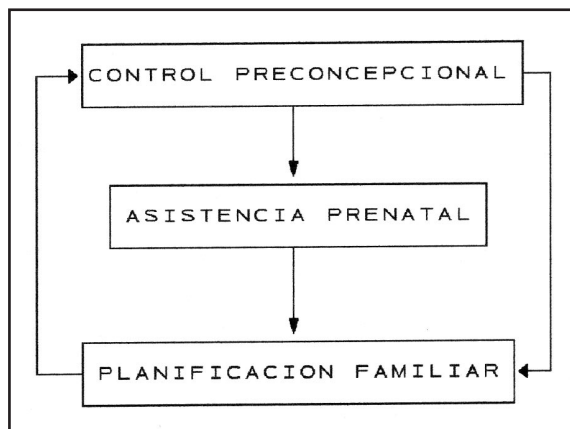 CONTROL PRECONCEPCIONAL
ASISTENCIA PRENATAL
PLANIFICACION FAMILIAR